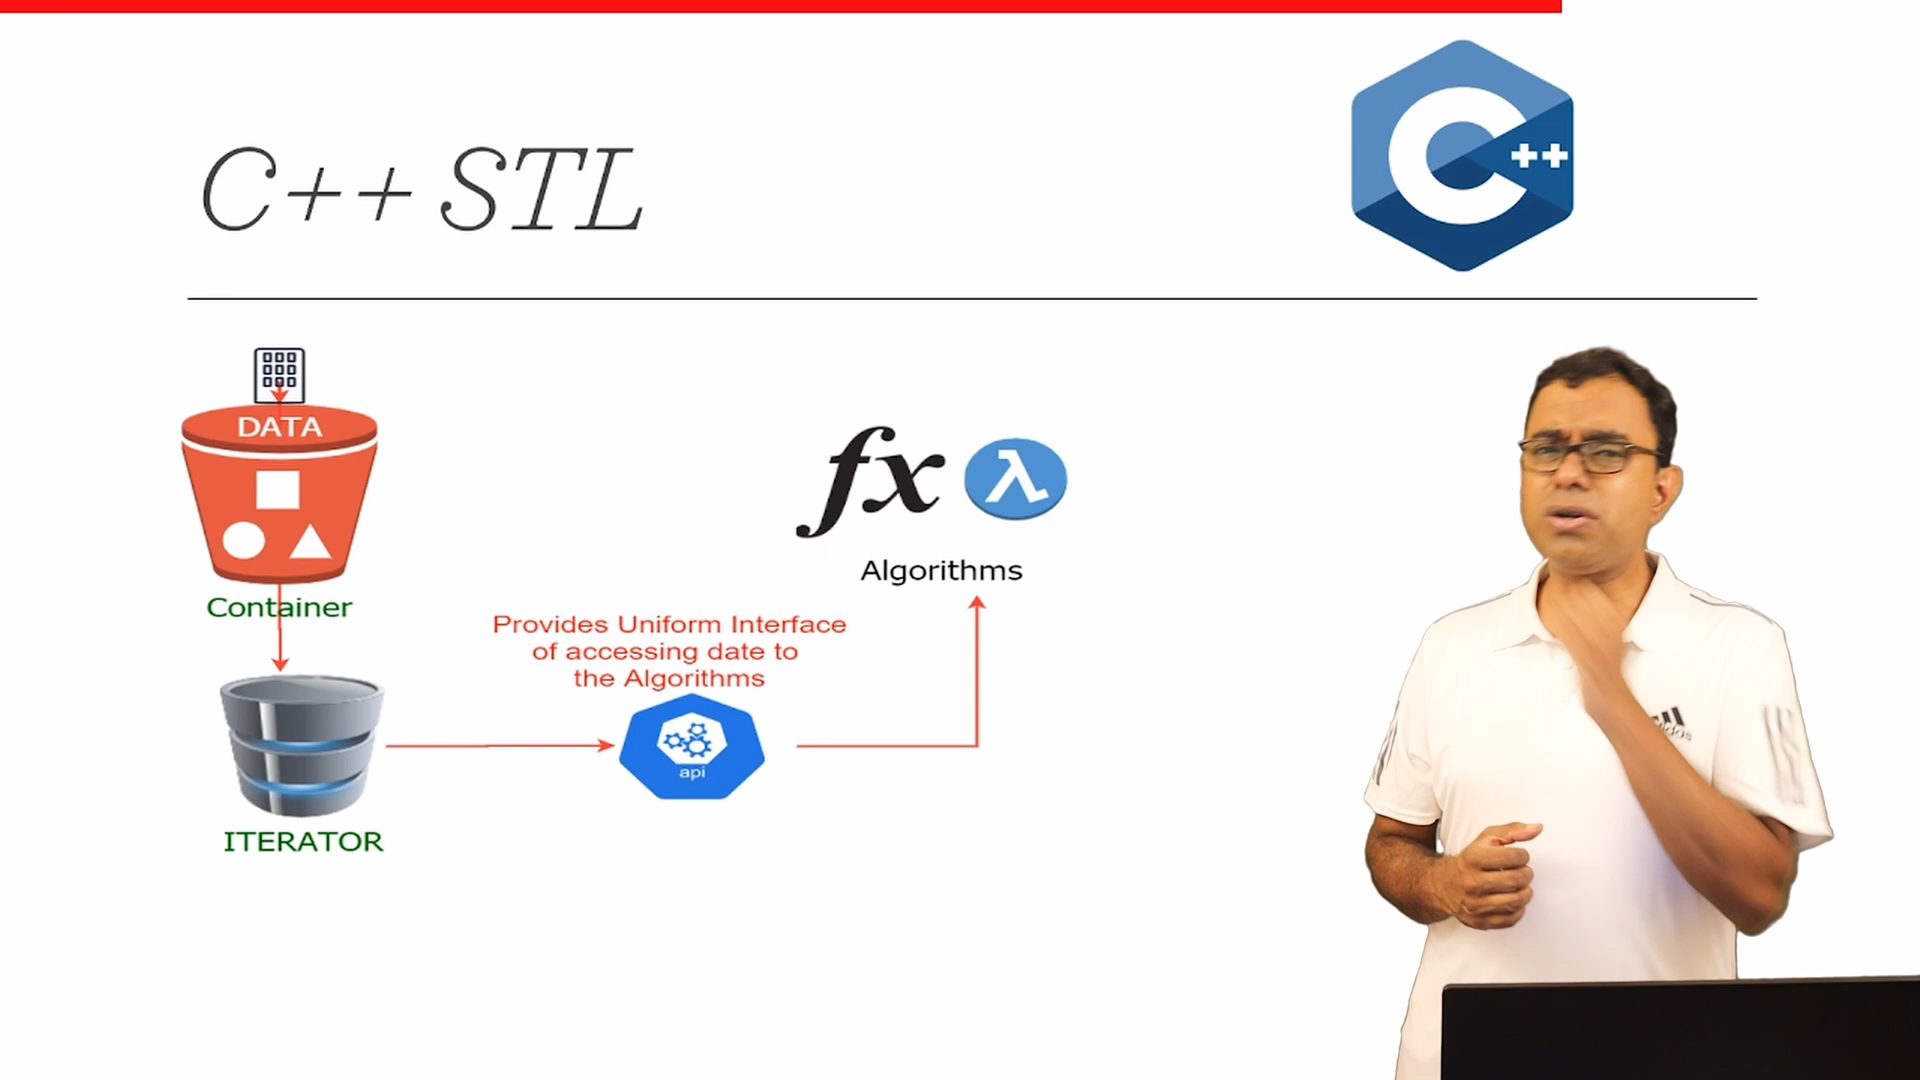 C++ STL
C ++
DATA
Container
ITERATOR
Provides Uniform Interface
of accessing date to
the Algorithms
api
fx λ
Algorithms